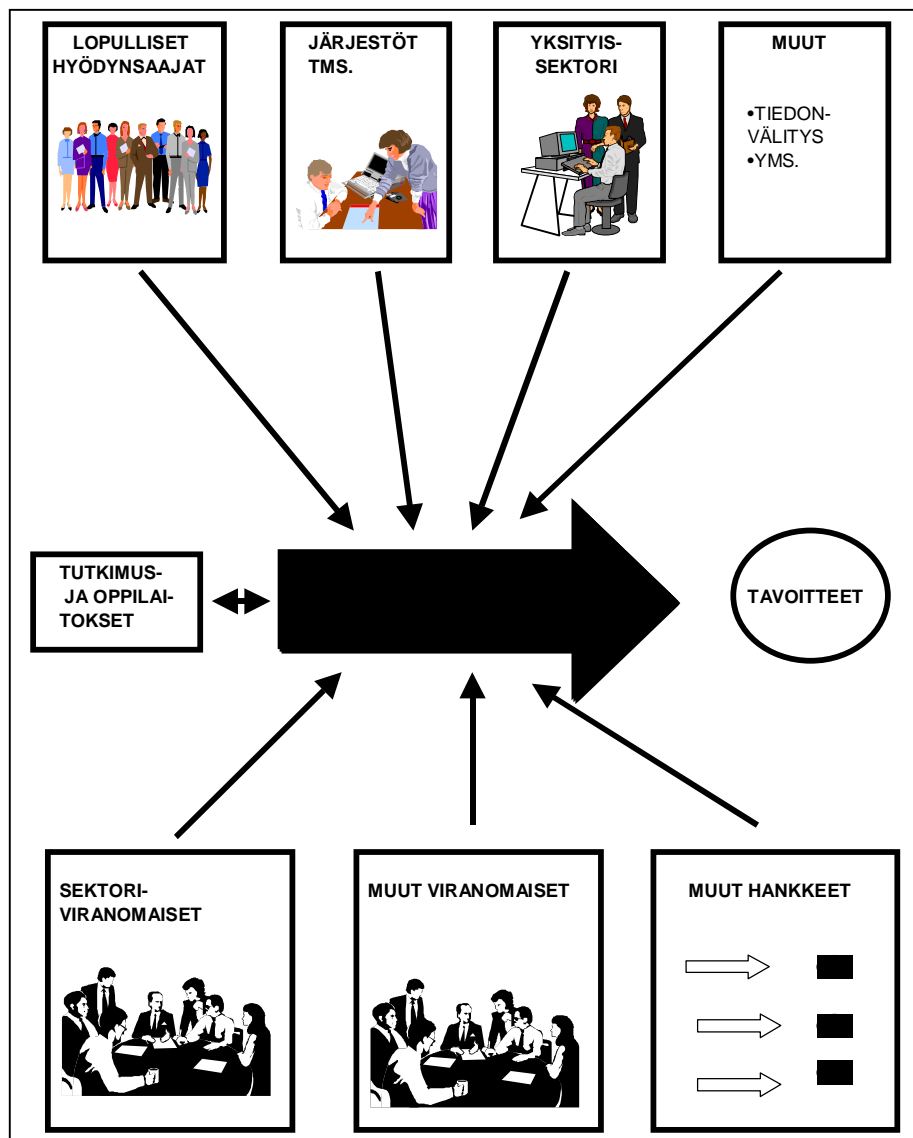 LOPULLISET
HYÖDYNSAAJAT
JÄRJESTÖT
TMS.
YKSITYIS-
SEKTORI
MUUT
•TIEDON-
VÄLITYS
•YMS.
TUTKIMUS-
JA OPPILAI-
TOKSET
TAVOITTEET
SEKTORI-
VIRANOMAISET
MUUT VIRANOMAISET
MUUT HANKKEET